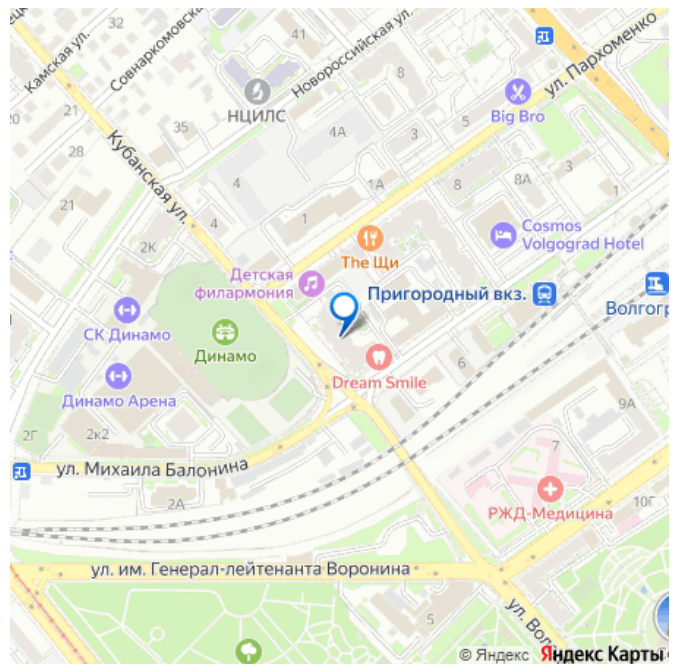 32
41
Камская ул.
Совнаркомовская
Новороссийская ул.
8
ул. Пархоменко
21
НЦИЛС
Big Bro
20
35
4А
3
5
28
Кубанская ул.
3
4
1А
8
8А
1
21
4
1
2К
The Щи
Cosmos
Volgograd Hotel
Детская
филармония
Пригородный вкз.
СК Динамо
Волгогр
Динамо
6
Dream Smile
Динамо Арена
9А
2Г
2к2
7
ул. Михаила Балонина
2А
РЖД-Медицина
10Г
ул. им. Генерал-лейтенанта Воронина
5
ул. Вол
© Яндекс Яндекс Карты